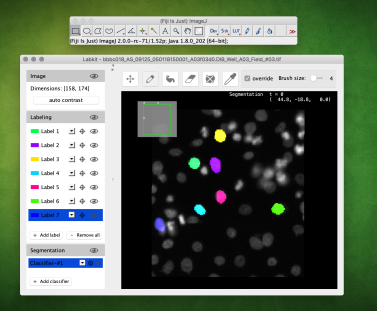 (Fiji Is Just) ImageJ
(Fiji Is Just) ImageJ 2.0.0-rc-71/1.52p; Java 1.8.0_202 [64-bit];
Labkit - bbbc018_AS_09125_050118150001_A03f03d0.DIB_Well_A03_Field_#03.tif
Image
Dimensions: [158, 174]
auto contrast
Labeling
Label 1
Label 2
Label 3
Label 4
Label 5
Label 6
Label 7
+ Add label
- Remove all
Segmentation
Classifier #1
+ Add classifier
override
Brush size:
4
Segmentation t = 0
( 44.8, -18.8, 0.0)